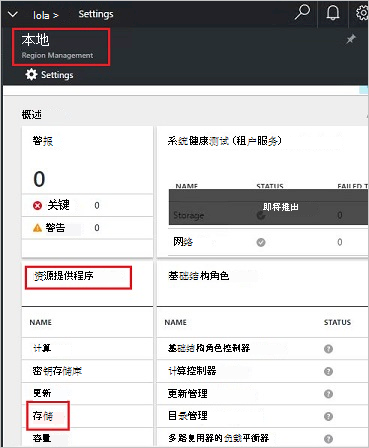 lola > Settings
本地
Region Management
Settings
概述
警报
系统健康测试 (租户服务)
0
NAME STATUS FAILED T
关键 0
Storage 0
即将推出
警告 0
网络 0
资源提供程序
基础结构角色
NAME
NAME STATUS
计算
基础结构角色控制器
密钥存储库
计算控制器
更新
更新管理
存储
目录管理
容量
多路复用器的负载平衡器